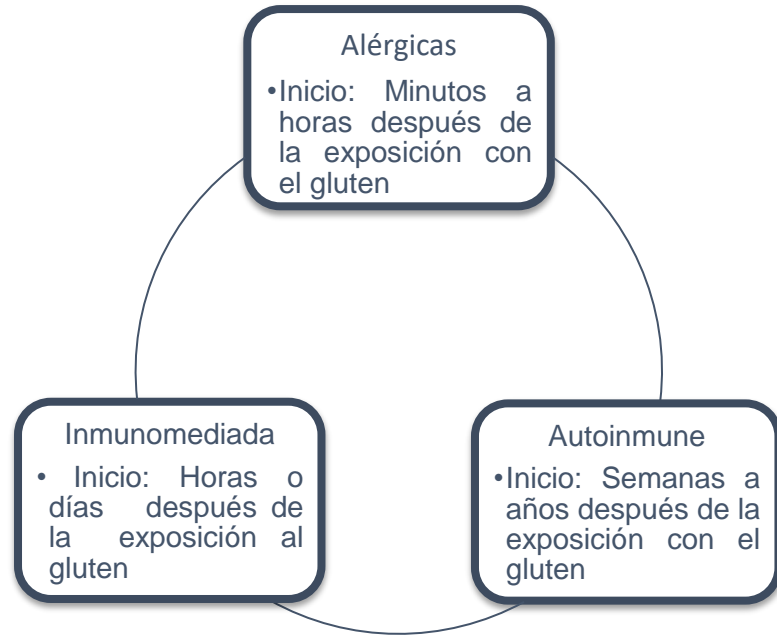 Alérgicas
•Inicio: Minutos a
horas después de
la exposición con
el gluten
Inmunomediada
• Inicio: Horas o
días después de
la exposición al
gluten
Autoinmune
•Inicio: Semanas a
años después de la
exposición con el
gluten